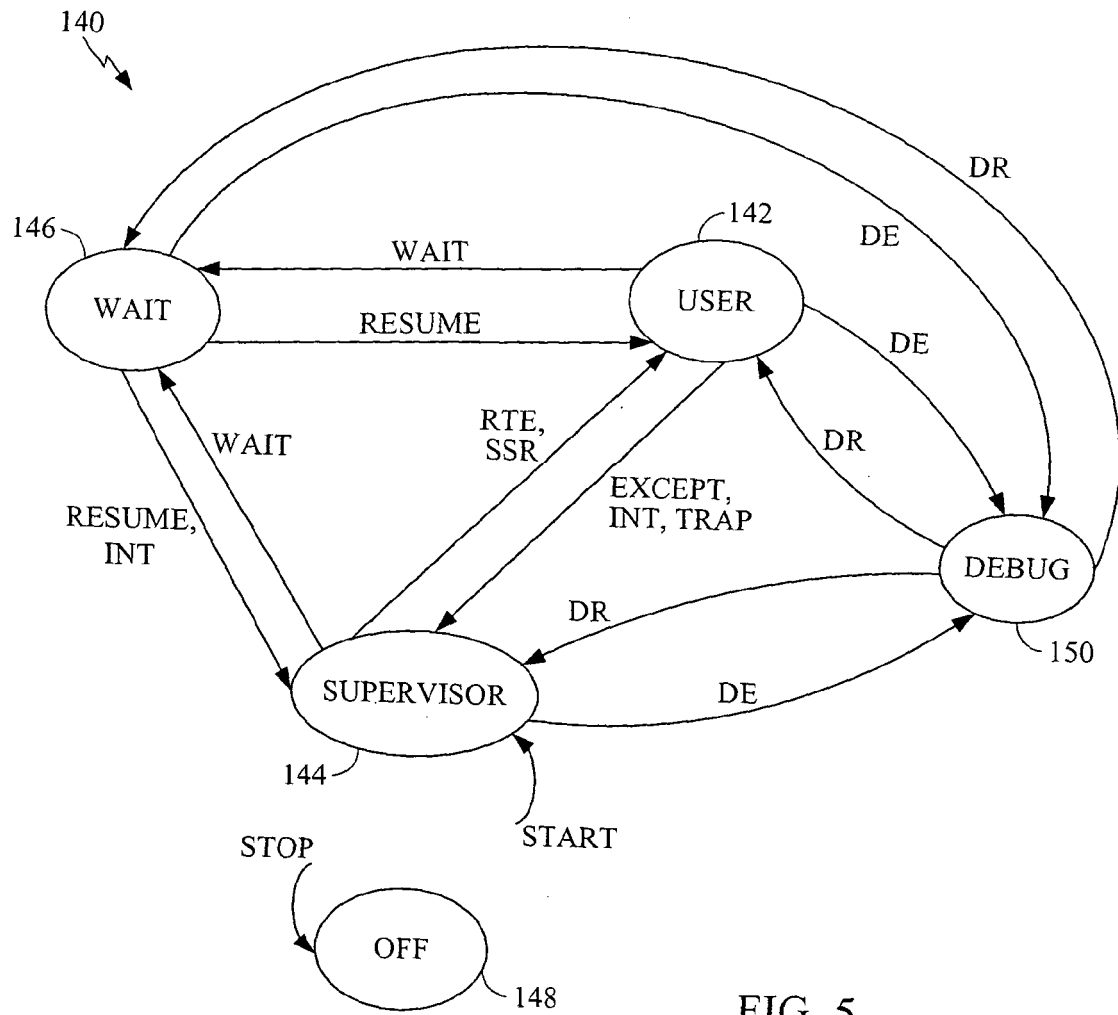 140
DR
146
142
DE
WAIT
WAIT
USER
RESUME
DE
RTE,
SSR
DR
WAIT
EXCEPT,
INT, TRAP
RESUME,
INT
DEBUG
DR
150
SUPERVISOR
DE
144
START
STOP
OFF
148
FIG. 5